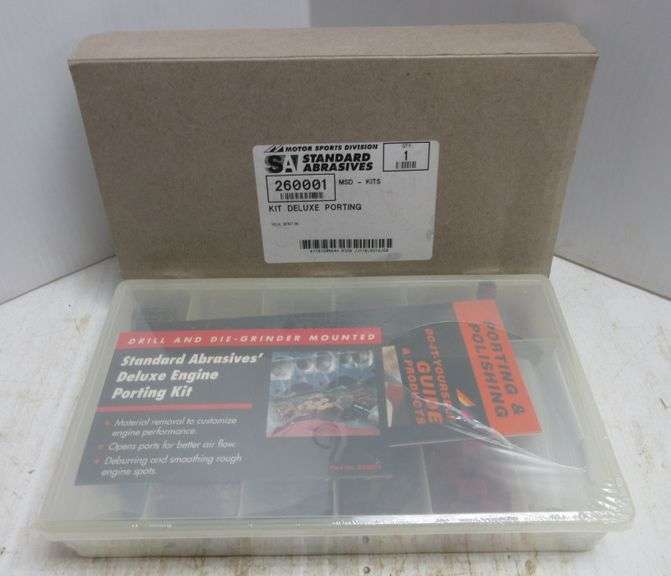 MOTOR SPORTS DIVISION
SA STANDARD ABRASIVES
QTY.
1
260001
MSD - KITS
KIT DELUXE PORTING
DRILL AND DIE-GRINDER MOUNTED
Standard Abrasives'
Deluxe Engine
Porting Kit
• Material removal to customize
engine performance.
• Opens ports for better air flow.
• Deburring and smoothing rough
engine spots.
PORTING &
POLISHING
DO-IT-YOURSELF
GUIDE
& PRODUCTS